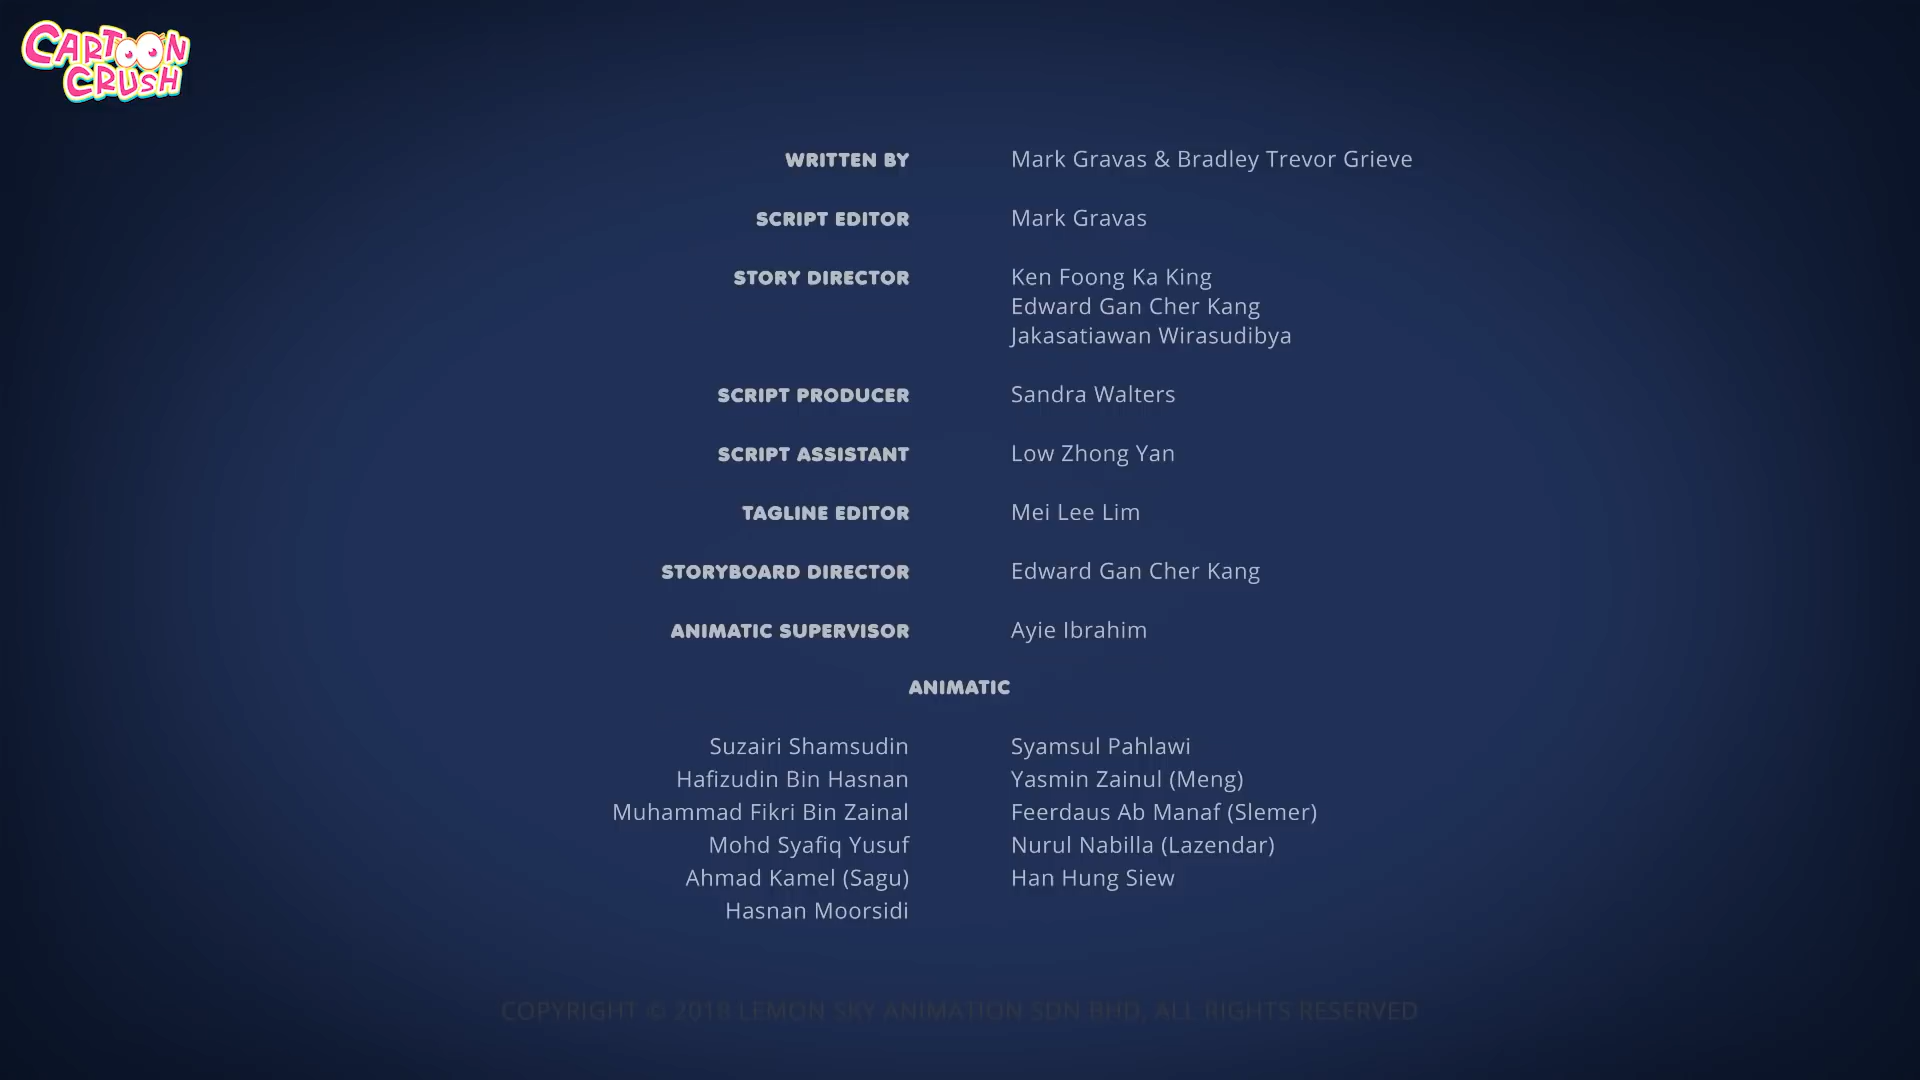 CARTOON
CRUSH
WRITTEN BY Mark Gravas & Bradley Trevor Grieve
SCRIPT EDITOR Mark Gravas
STORY DIRECTOR Ken Foong Ka King
Edward Gan Cher Kang
Jakasatiawan Wirasudibya
SCRIPT PRODUCER Sandra Walters
SCRIPT ASSISTANT Low Zhong Yan
TAGLINE EDITOR Mei Lee Lim
STORYBOARD DIRECTOR Edward Gan Cher Kang
ANIMATIC SUPERVISOR Ayie Ibrahim
ANIMATIC
Suzairi Shamsudin Syamsul Pahlawi
Hafizudin Bin Hasnan Yasmin Zainul (Meng)
Muhammad Fikri Bin Zainal Feerdaus Ab Manaf (Slemer)
Mohd Syafiq Yusuf Nurul Nabilla (Lazendar)
Ahmad Kamel (Sagu) Han Hung Siew
Hasnan Moorsidi
COPYRIGHT © 2018 LEMON SKY ANIMATION SDN BHD, ALL RIGHTS RESERVED